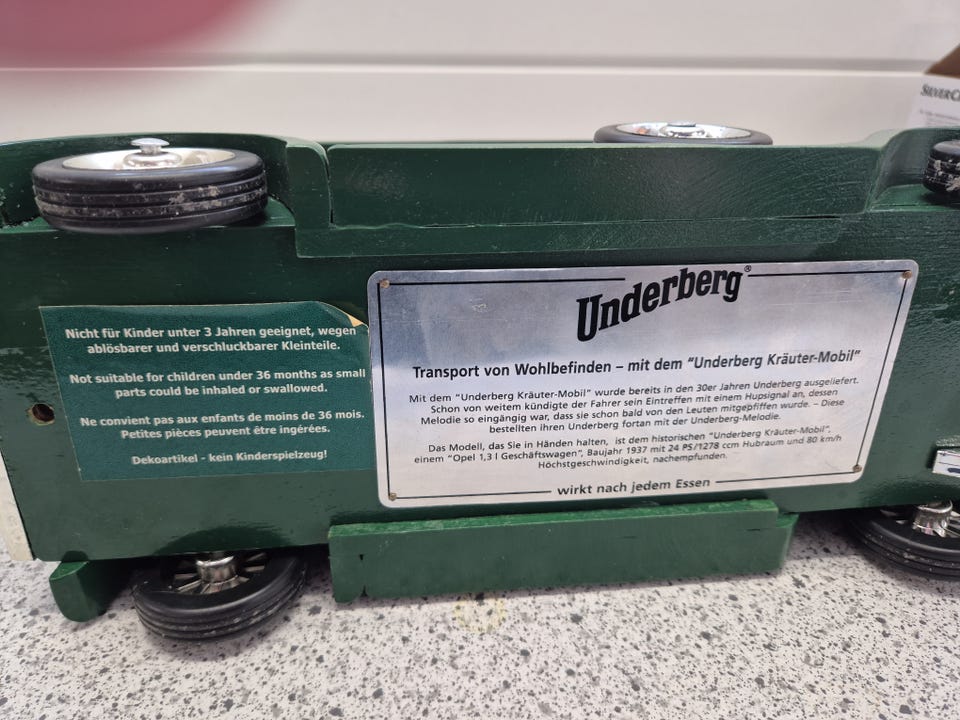 Nicht für Kinder unter 3 Jahren geeignet, wegen
ablösbarer und verschluckbarer Kleinteile.
Not suitable for children under 36 months as small
parts could be inhaled or swallowed.
Ne convient pas aux enfants de moins de 36 mois.
Petites pièces peuvent être ingérées.
Dekoartikel - kein Kinderspielzeug!
Underberg®
Transport von Wohlbefinden – mit dem "Underberg Kräuter-Mobil"
Mit dem "Underberg Kräuter-Mobil" wurde bereits in den 30er Jahren Underberg ausgeliefert.
Schon von weitem kündigte der Fahrer sein Eintreffen mit einem Hupsignal an, dessen
Melodie so eingängig war, dass sie schon bald von den Leuten mitgepfiffen wurde. – Diese
bestellten ihren Underberg fortan mit der Underberg-Melodie.
Das Modell, das Sie in Händen halten, ist dem historischen "Underberg Kräuter-Mobil",
einem "Opel 1,3 l Geschäftswagen", Baujahr 1937 mit 24 PS/1278 ccm Hubraum und 80 km/h
Höchstgeschwindigkeit, nachempfunden.
wirkt nach jedem Essen